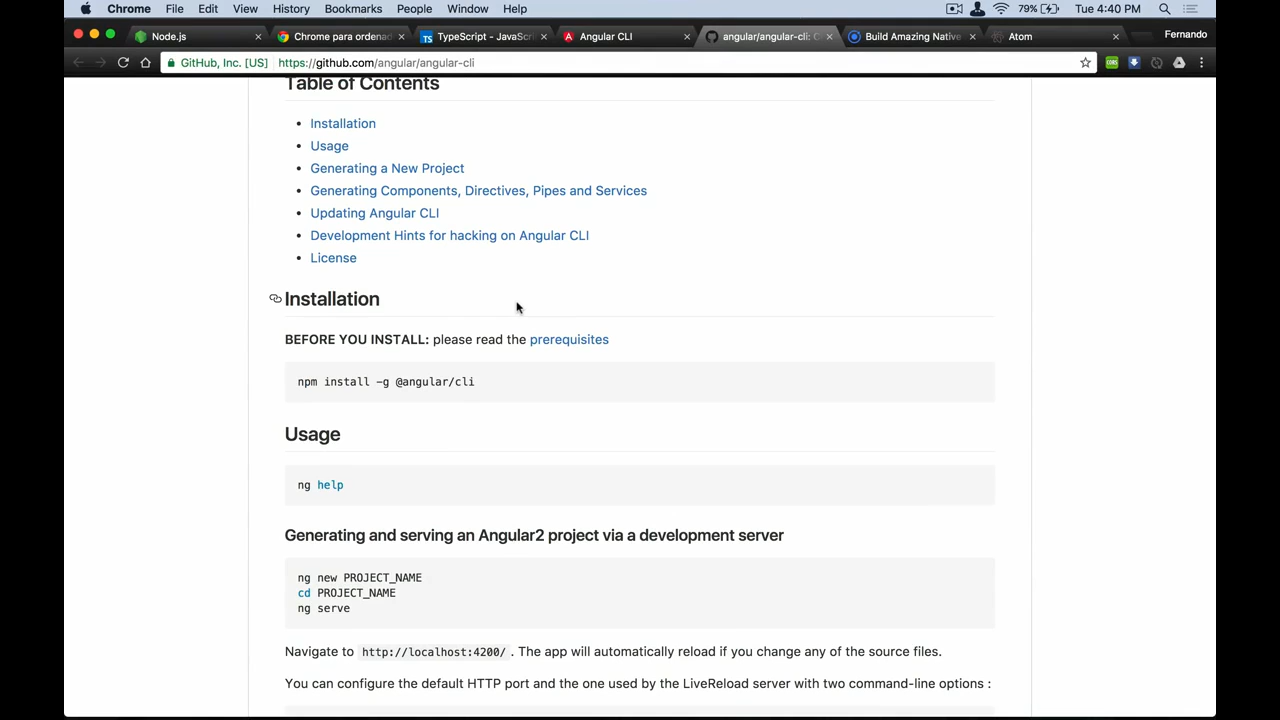 Chrome File Edit View History Bookmarks People Window Help 79% Tue 4:40 PM
Node.js Chrome para ordenad TypeScript - JavaScri Angular CLI angular/angular-cli: C Build Amazing Native Atom Fernando
GitHub, Inc. [US] https://github.com/angular/angular-cli
Table of Contents
• Installation
• Usage
• Generating a New Project
• Generating Components, Directives, Pipes and Services
• Updating Angular CLI
• Development Hints for hacking on Angular CLI
• License
Installation
BEFORE YOU INSTALL: please read the prerequisites
npm install -g @angular/cli
Usage
ng help
Generating and serving an Angular2 project via a development server
ng new PROJECT_NAME
cd PROJECT_NAME
ng serve
Navigate to http://localhost:4200/ . The app will automatically reload if you change any of the source files.
You can configure the default HTTP port and the one used by the LiveReload server with two command-line options :